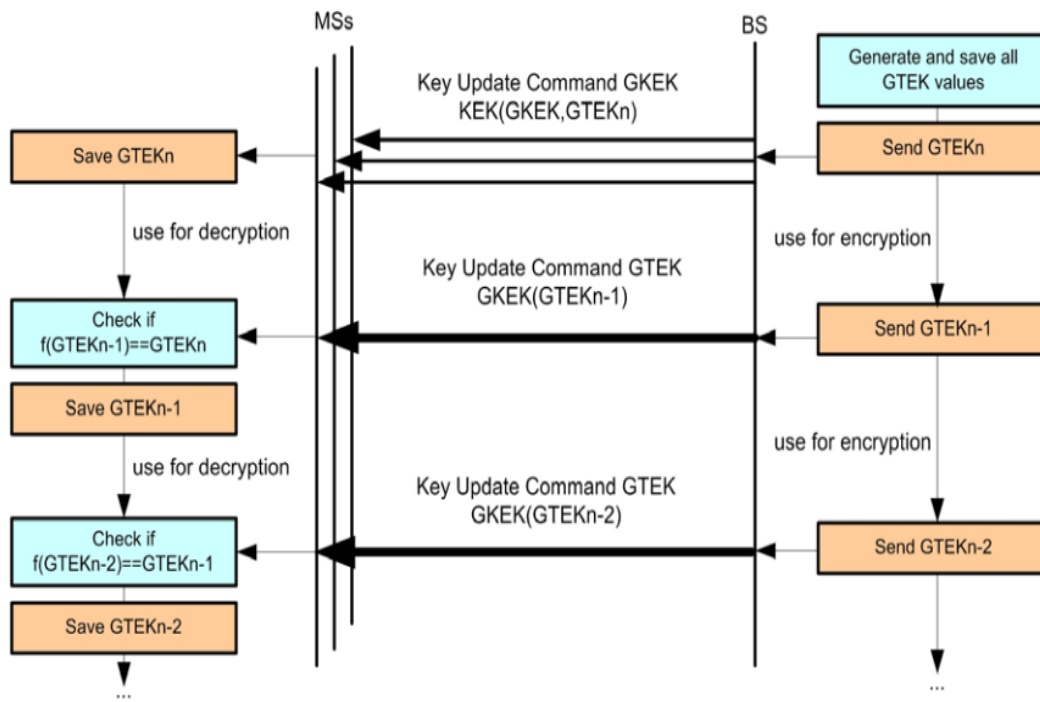 MSs
BS
Generate and save all
GTEK values
Key Update Command GKEK
KEK(GKEK,GTEKn)
Save GTEKn
Send GTEKn
use for decryption
use for encryption
Key Update Command GTEK
GKEK(GTEKn-1)
Check if
f(GTEKn-1)==GTEKn
Send GTEKn-1
Save GTEKn-1
use for decryption
use for encryption
Key Update Command GTEK
GKEK(GTEKn-2)
Check if
f(GTEKn-2)==GTEKn-1
Send GTEKn-2
Save GTEKn-2
...
...